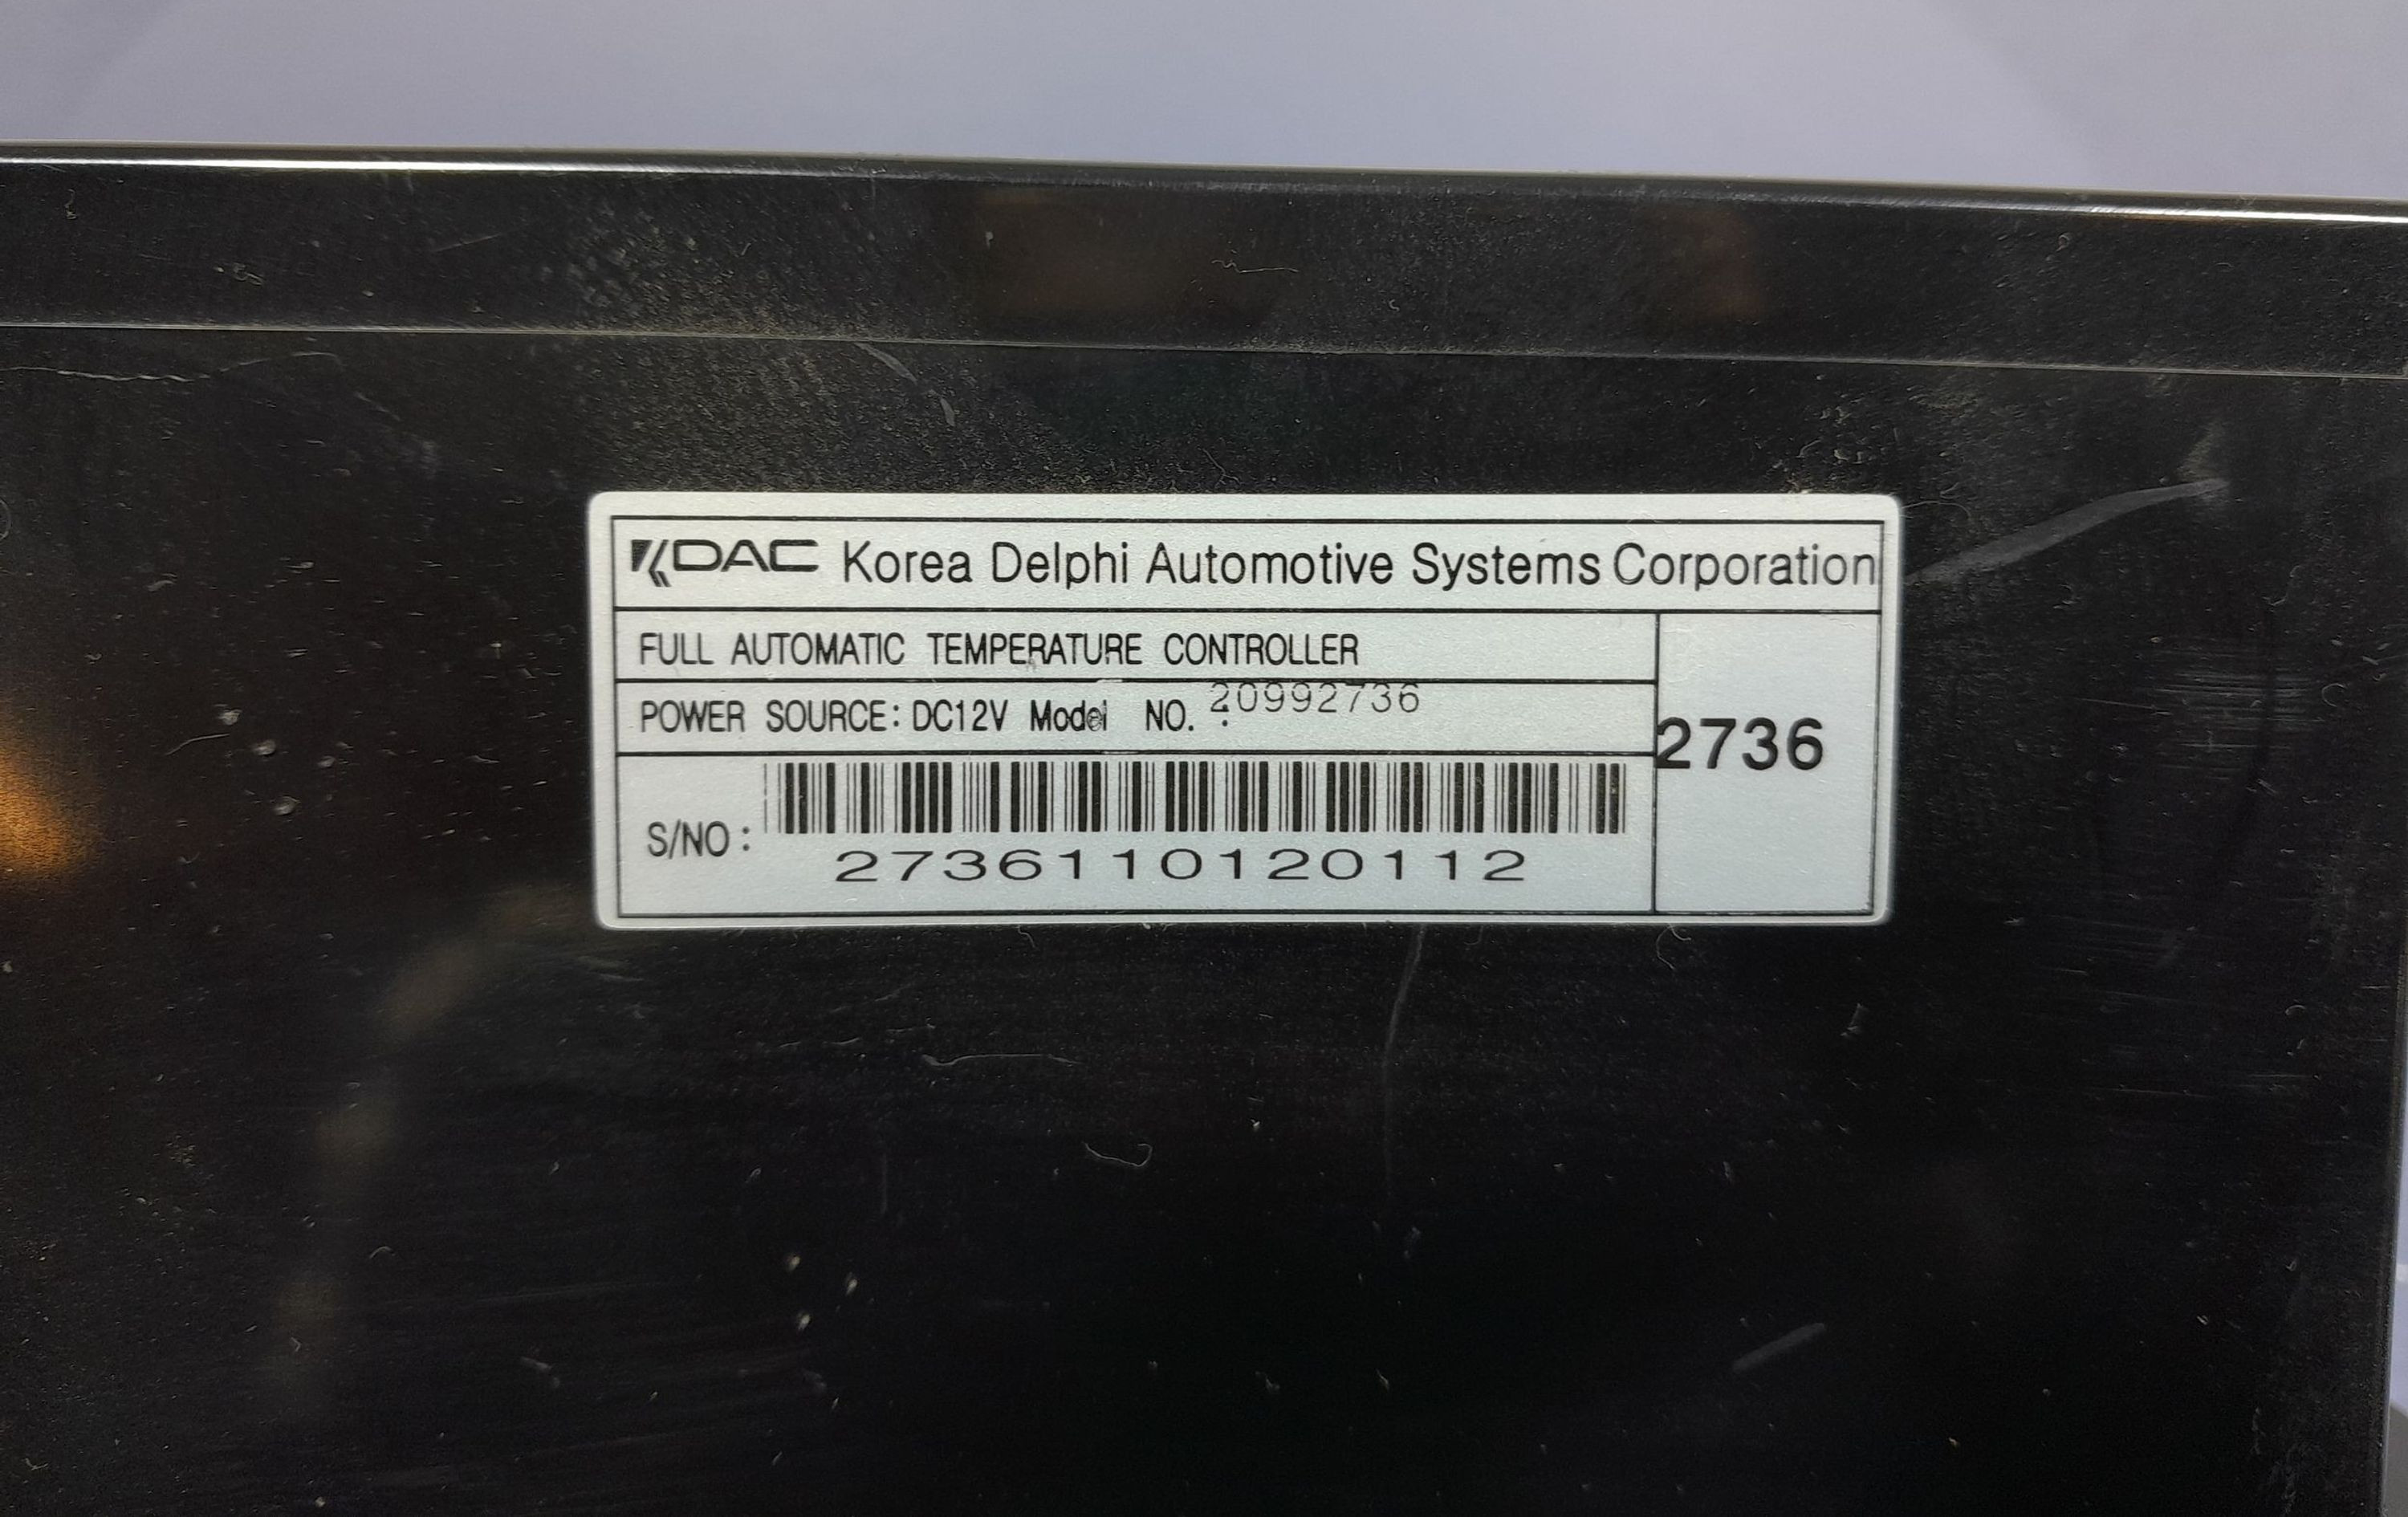 KDAC Korea Delphi Automotive Systems Corporation
FULL AUTOMATIC TEMPERATURE CONTROLLER
POWER SOURCE: DC12V Model NO. : 20992736
2736
S/NO :
2736110120112